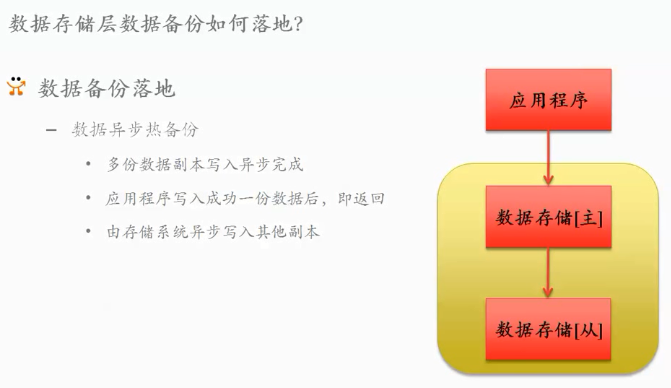 数据存储层数据备份如何落地?
数据备份落地
– 数据异步热备份
• 多份数据副本写入异步完成
• 应用程序写入成功一份数据后，即返回
• 由存储系统异步写入其他副本
应用程序
数据存储[主]
数据存储[从]